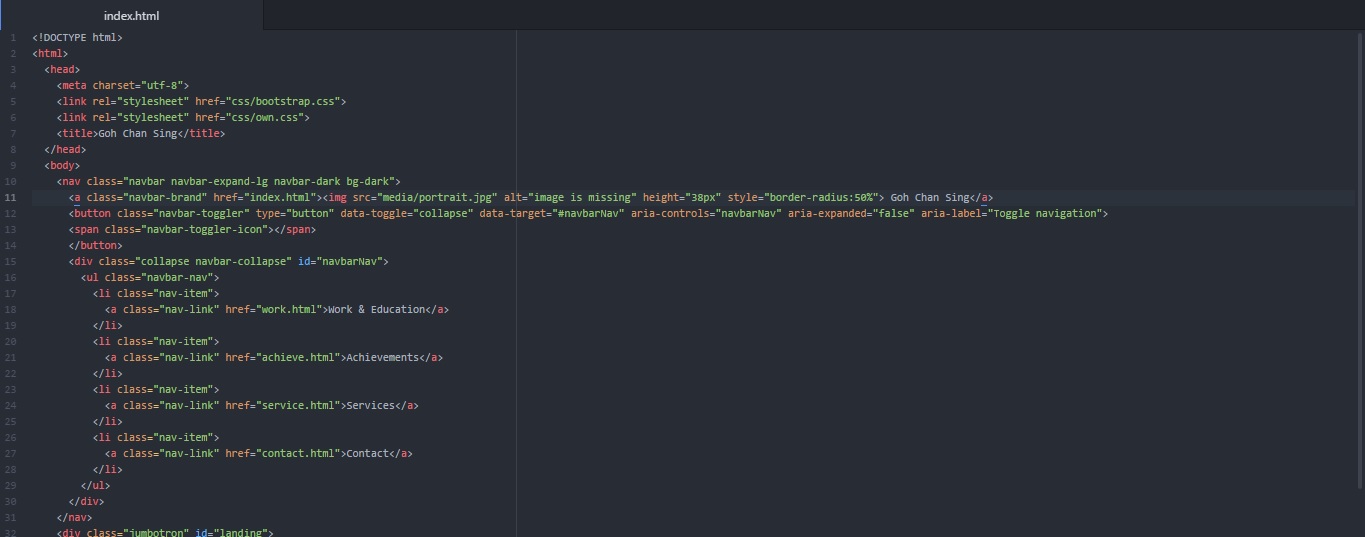 index.html
1 <!DOCTYPE html>
2 <html>
3 <head>
4 <meta charset="utf-8">
5 <link rel="stylesheet" href="css/bootstrap.css">
6 <link rel="stylesheet" href="css/own.css">
7 <title>Goh Chan Sing</title>
8 </head>
9 <body>
10 <nav class="navbar navbar-expand-lg navbar-dark bg-dark">
11 <a class="navbar-brand" href="index.html"><img src="media/portrait.jpg" alt="image is missing" height="38px" style="border-radius:50%"> Goh Chan Sing</a>
12 <button class="navbar-toggler" type="button" data-toggle="collapse" data-target="#navbarNav" aria-controls="navbarNav" aria-expanded="false" aria-label="Toggle navigation">
13 <span class="navbar-toggler-icon"></span>
14 </button>
15 <div class="collapse navbar-collapse" id="navbarNav">
16 <ul class="navbar-nav">
17 <li class="nav-item">
18 <a class="nav-link" href="work.html">Work & Education</a>
19 </li>
20 <li class="nav-item">
21 <a class="nav-link" href="achieve.html">Achievements</a>
22 </li>
23 <li class="nav-item">
24 <a class="nav-link" href="service.html">Services</a>
25 </li>
26 <li class="nav-item">
27 <a class="nav-link" href="contact.html">Contact</a>
28 </li>
29 </ul>
30 </div>
31 </nav>
32 <div class="jumbotron" id="landing">